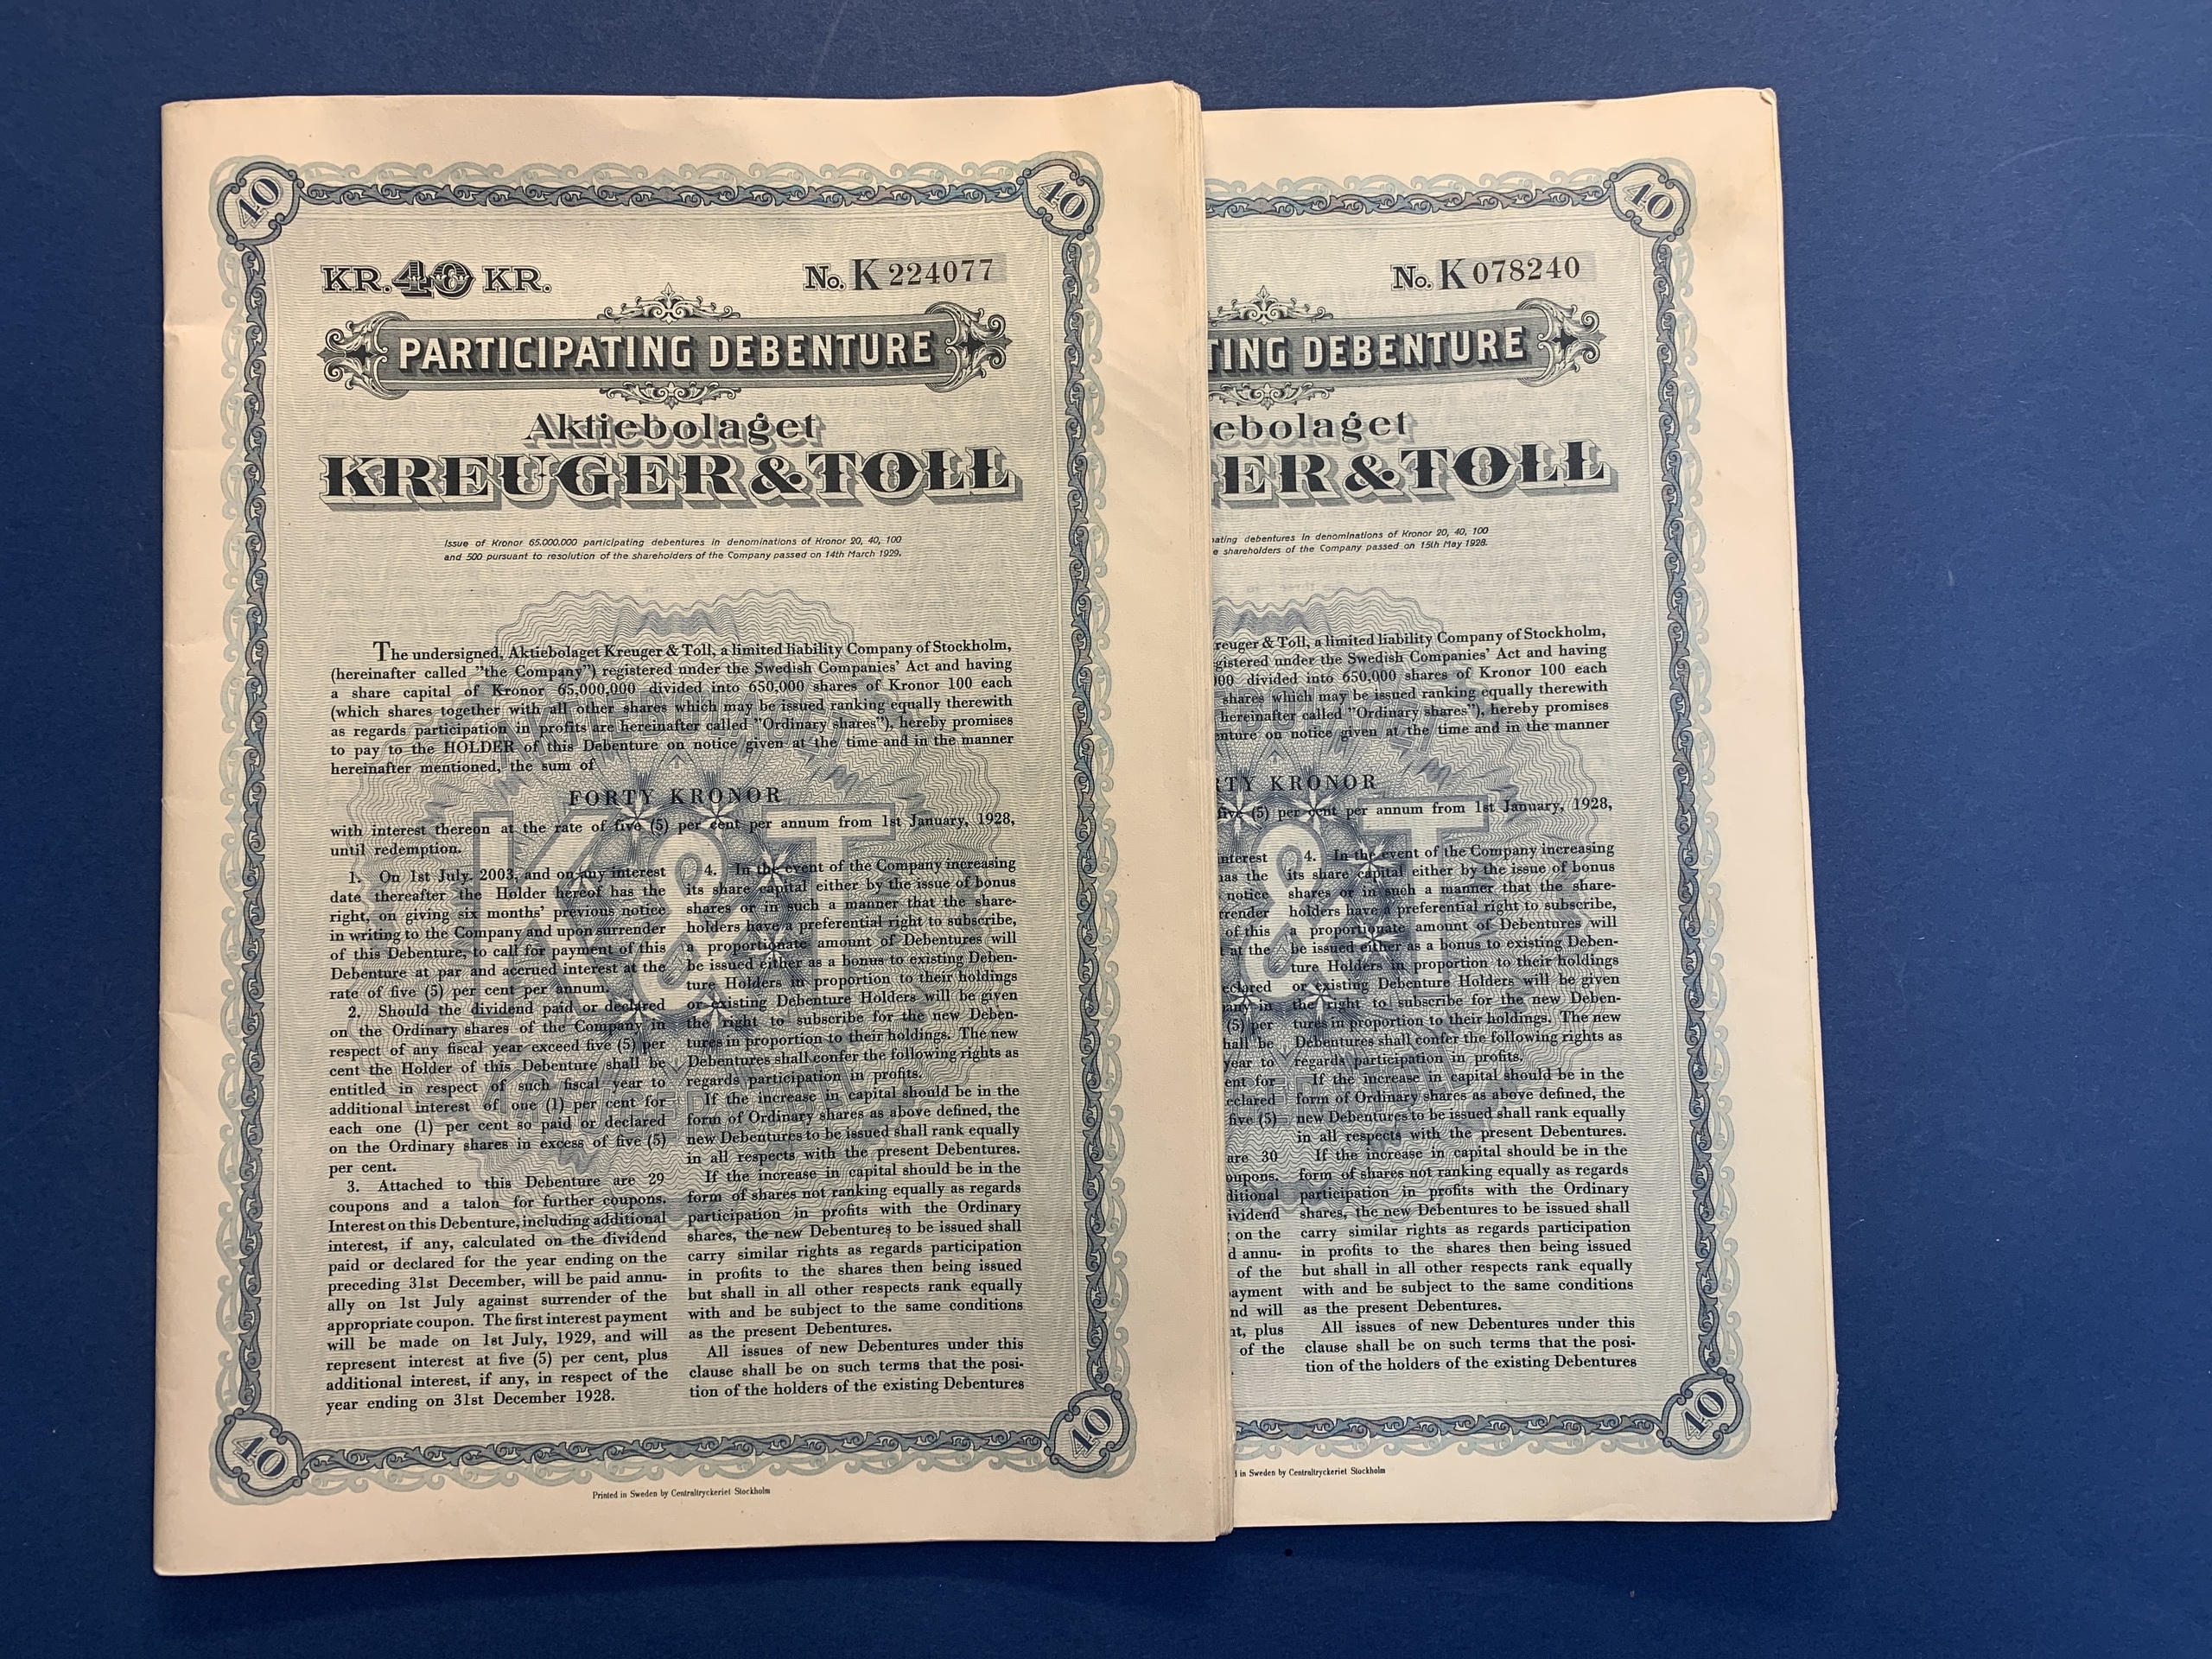 40
40
KR. 40 KR.
No. K 224077
PARTICIPATING DEBENTURE
Aktiebolaget
KREUGER & TOLL
Issue of Kronor 65,000,000 participating debentures in denominations of Kronor 20, 40, 100
and 500 pursuant to resolution of the shareholders of the Company passed on 14th March 1929.
The undersigned, Aktiebolaget Kreuger & Toll, a limited liability Company of Stockholm,
(hereinafter called "the Company") registered under the Swedish Companies' Act and having
a share capital of Kronor 65,000,000 divided into 650,000 shares of Kronor 100 each
(which shares together with all other shares which may be issued ranking equally therewith
as regards participation in profits are hereinafter called "Ordinary shares"), hereby promises
to pay to the HOLDER of this Debenture on notice given at the time and in the manner
hereinafter mentioned, the sum of
FORTY KRONOR
with interest thereon at the rate of five (5) per cent per annum from 1st January, 1928,
until redemption.
1. On 1st July. 2003, and on any interest
date thereafter the Holder hereof has the
right, on giving six months' previous notice
in writing to the Company and upon surrender
of this Debenture, to call for payment of this
Debenture at par and accrued interest at the
rate of five (5) per cent per annum.
2. Should the dividend paid or declared
on the Ordinary shares of the Company in
respect of any fiscal year exceed five (5) per
cent the Holder of this Debenture shall be
entitled in respect of such fiscal year to
additional interest of one (1) per cent for
each one (1) per cent so paid or declared
on the Ordinary shares in excess of five (5)
per cent.
3. Attached to this Debenture are 29
coupons and a talon for further coupons.
Interest on this Debenture, including additional
interest, if any, calculated on the dividend
paid or declared for the year ending on the
preceding 31st December, will be paid annu-
ally on 1st July against surrender of the
appropriate coupon. The first interest payment
will be made on 1st July, 1929, and will
represent interest at five (5) per cent, plus
additional interest, if any, in respect of the
year ending on 31st December 1928.
4. In the event of the Company increasing
its share capital either by the issue of bonus
shares or in such a manner that the share-
holders have a preferential right to subscribe,
a proportionate amount of Debentures will
be issued either as a bonus to existing Deben-
ture Holders in proportion to their holdings
or existing Debenture Holders will be given
the right to subscribe for the new Deben-
tures in proportion to their holdings. The new
Debentures shall confer the following rights as
regards participation in profits.
If the increase in capital should be in the
form of Ordinary shares as above defined, the
new Debentures to be issued shall rank equally
in all respects with the present Debentures.
If the increase in capital should be in the
form of shares not ranking equally as regards
participation in profits with the Ordinary
shares, the new Debentures to be issued shall
carry similar rights as regards participation
in profits to the shares then being issued
but shall in all other respects rank equally
with and be subject to the same conditions
as the present Debentures.
All issues of new Debentures under this
clause shall be on such terms that the posi-
tion of the holders of the existing Debentures
K&T
40
40
Printed in Sweden by Centraltryckeriet Stockholm
40
No. K 078240
TING DEBENTURE
ebolaget
ER & TOLL
pating debentures in denominations of Kronor 20, 40, 100
e shareholders of the Company passed on 15th May 1928.
reuger & Toll, a limited liability Company of Stockholm,
gistered under the Swedish Companies' Act and having
00 divided into 650,000 shares of Kronor 100 each
shares which may be issued ranking equally therewith
hereinafter called "Ordinary shares"), hereby promises
nture on notice given at the time and in the manner
RTY KRONOR
five (5) per cent per annum from 1st January, 1928,
nterest
has the
notice
render
of this
t at the
eclared
any in
(5) per
hall be
year to
ent for
eclared
five (5)
are 30
oupons.
ditional
ividend
on the
d annu-
of the
ayment
nd will
nt, plus
of the
4. In the event of the Company increasing
its share capital either by the issue of bonus
shares or in such a manner that the share-
holders have a preferential right to subscribe,
a proportionate amount of Debentures will
be issued either as a bonus to existing Deben-
ture Holders in proportion to their holdings
or existing Debenture Holders will be given
the right to subscribe for the new Deben-
tures in proportion to their holdings. The new
Debentures shall confer the following rights as
regards participation in profits.
If the increase in capital should be in the
form of Ordinary shares as above defined, the
new Debentures to be issued shall rank equally
in all respects with the present Debentures.
If the increase in capital should be in the
form of shares not ranking equally as regards
participation in profits with the Ordinary
shares, the new Debentures to be issued shall
carry similar rights as regards participation
in profits to the shares then being issued
but shall in all other respects rank equally
with and be subject to the same conditions
as the present Debentures.
All issues of new Debentures under this
clause shall be on such terms that the posi-
tion of the holders of the existing Debentures
&T
40
in Sweden by Centraltryckeriet Stockholm